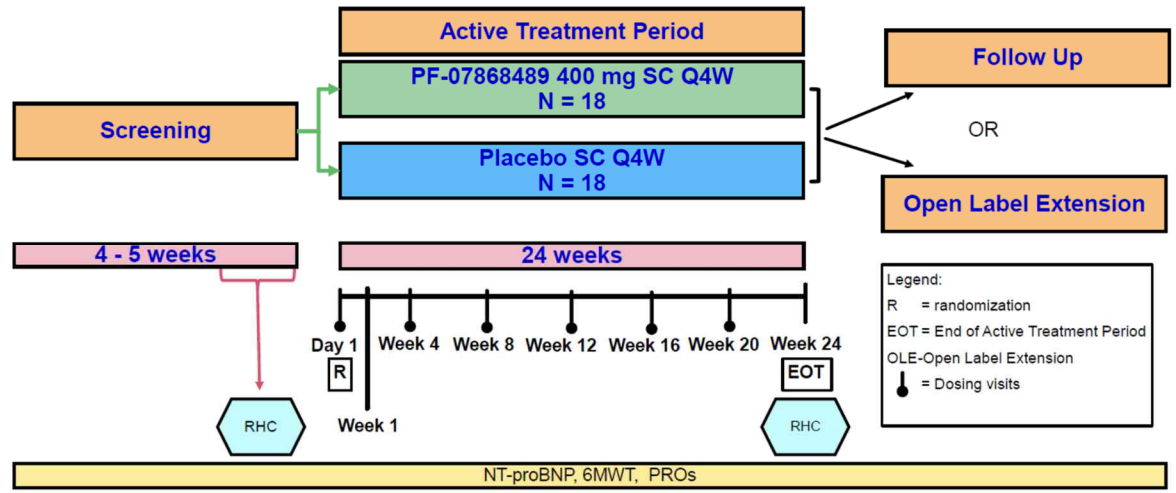 Active Treatment Period
PF-07868489 400 mg SC Q4W
N = 18
Screening
Placebo SC Q4W
N = 18
Follow Up
OR
Open Label Extension
4 - 5 weeks
24 weeks
Day 1
Week 4
Week 8
Week 12
Week 16
Week 20
Week 24
R
EOT
Week 1
RHC
RHC
Legend:
R = randomization
EOT = End of Active Treatment Period
OLE-Open Label Extension
= Dosing visits
NT-proBNP, 6MWT, PROs